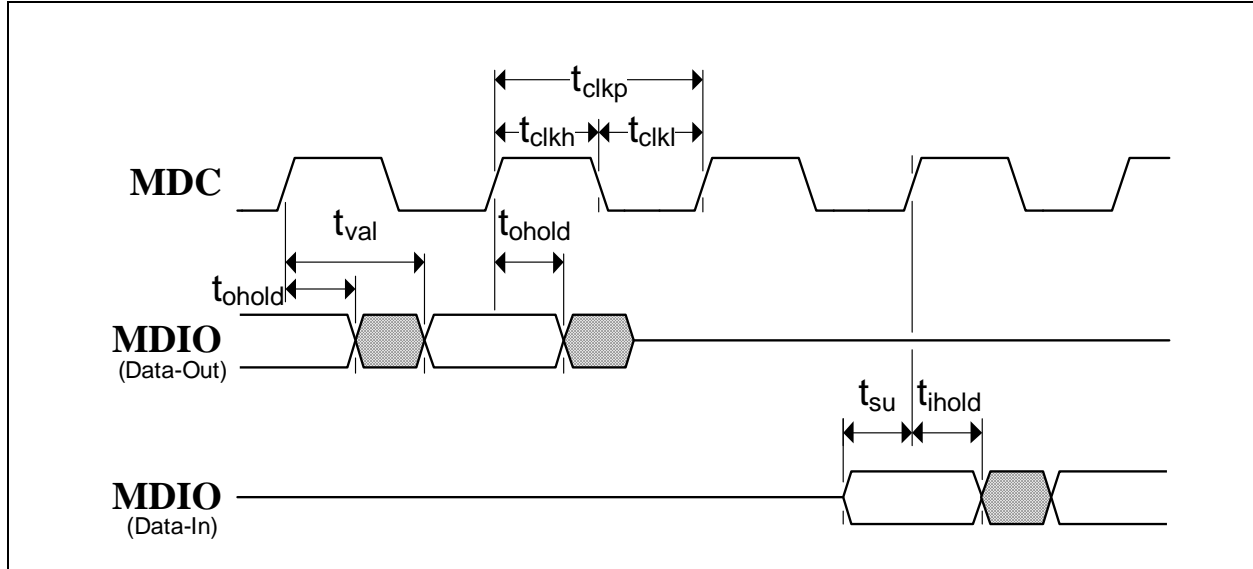 tclkp
tclkh tclkl
MDC
tval tohold
tohold
MDIO
(Data-Out)
tsu tihold
MDIO
(Data-In)